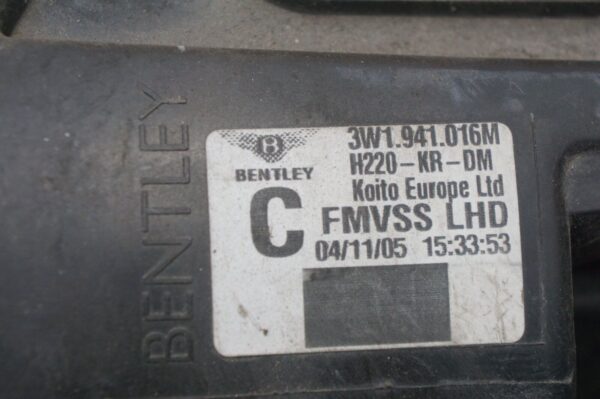 BENTLEY
B
BENTLEY
C
3W1.941.016M
H220-KR-DM
Koito Europe Ltd
FMVSS LHD
04/11/05 15:33:53